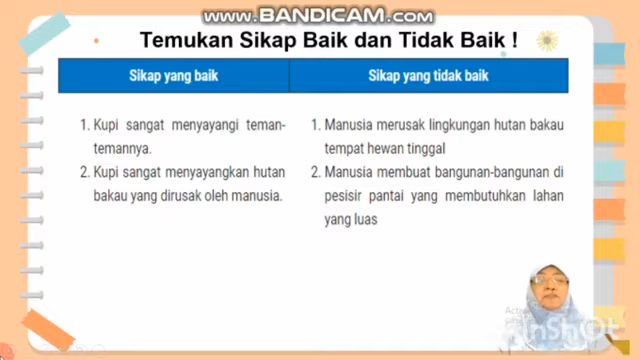 www.BANDICAM.com
Temukan Sikap Baik dan Tidak Baik !
Sikap yang baik
Sikap yang tidak baik
1. Kupi sangat menyayangi teman-
temannya.
2. Kupi sangat menyayangkan hutan
bakau yang dirusak oleh manusia.
1. Manusia merusak lingkungan hutan bakau
tempat hewan tinggal
2. Manusia membuat bangunan-bangunan di
pesisir pantai yang membutuhkan lahan
yang luas